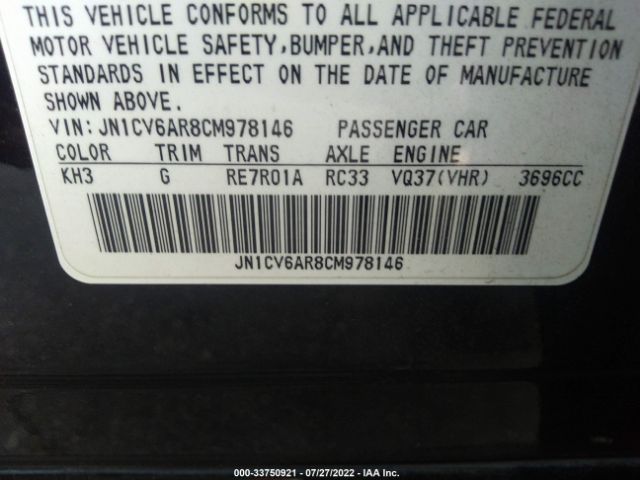 THIS VEHICLE CONFORMS TO ALL APPLICABLE FEDERAL
MOTOR VEHICLE SAFETY,BUMPER,AND THEFT PREVENTION
STANDARDS IN EFFECT ON THE DATE OF MANUFACTURE
SHOWN ABOVE.
VIN:JN1CV6AR8CM978146 PASSENGER CAR
COLOR TRIM TRANS AXLE ENGINE
KH3 G RE7R01A RC33 VQ37(VHR) 3696CC
JN1CV6AR8CM978146
000-33750921 - 07/27/2022 - IAA Inc.